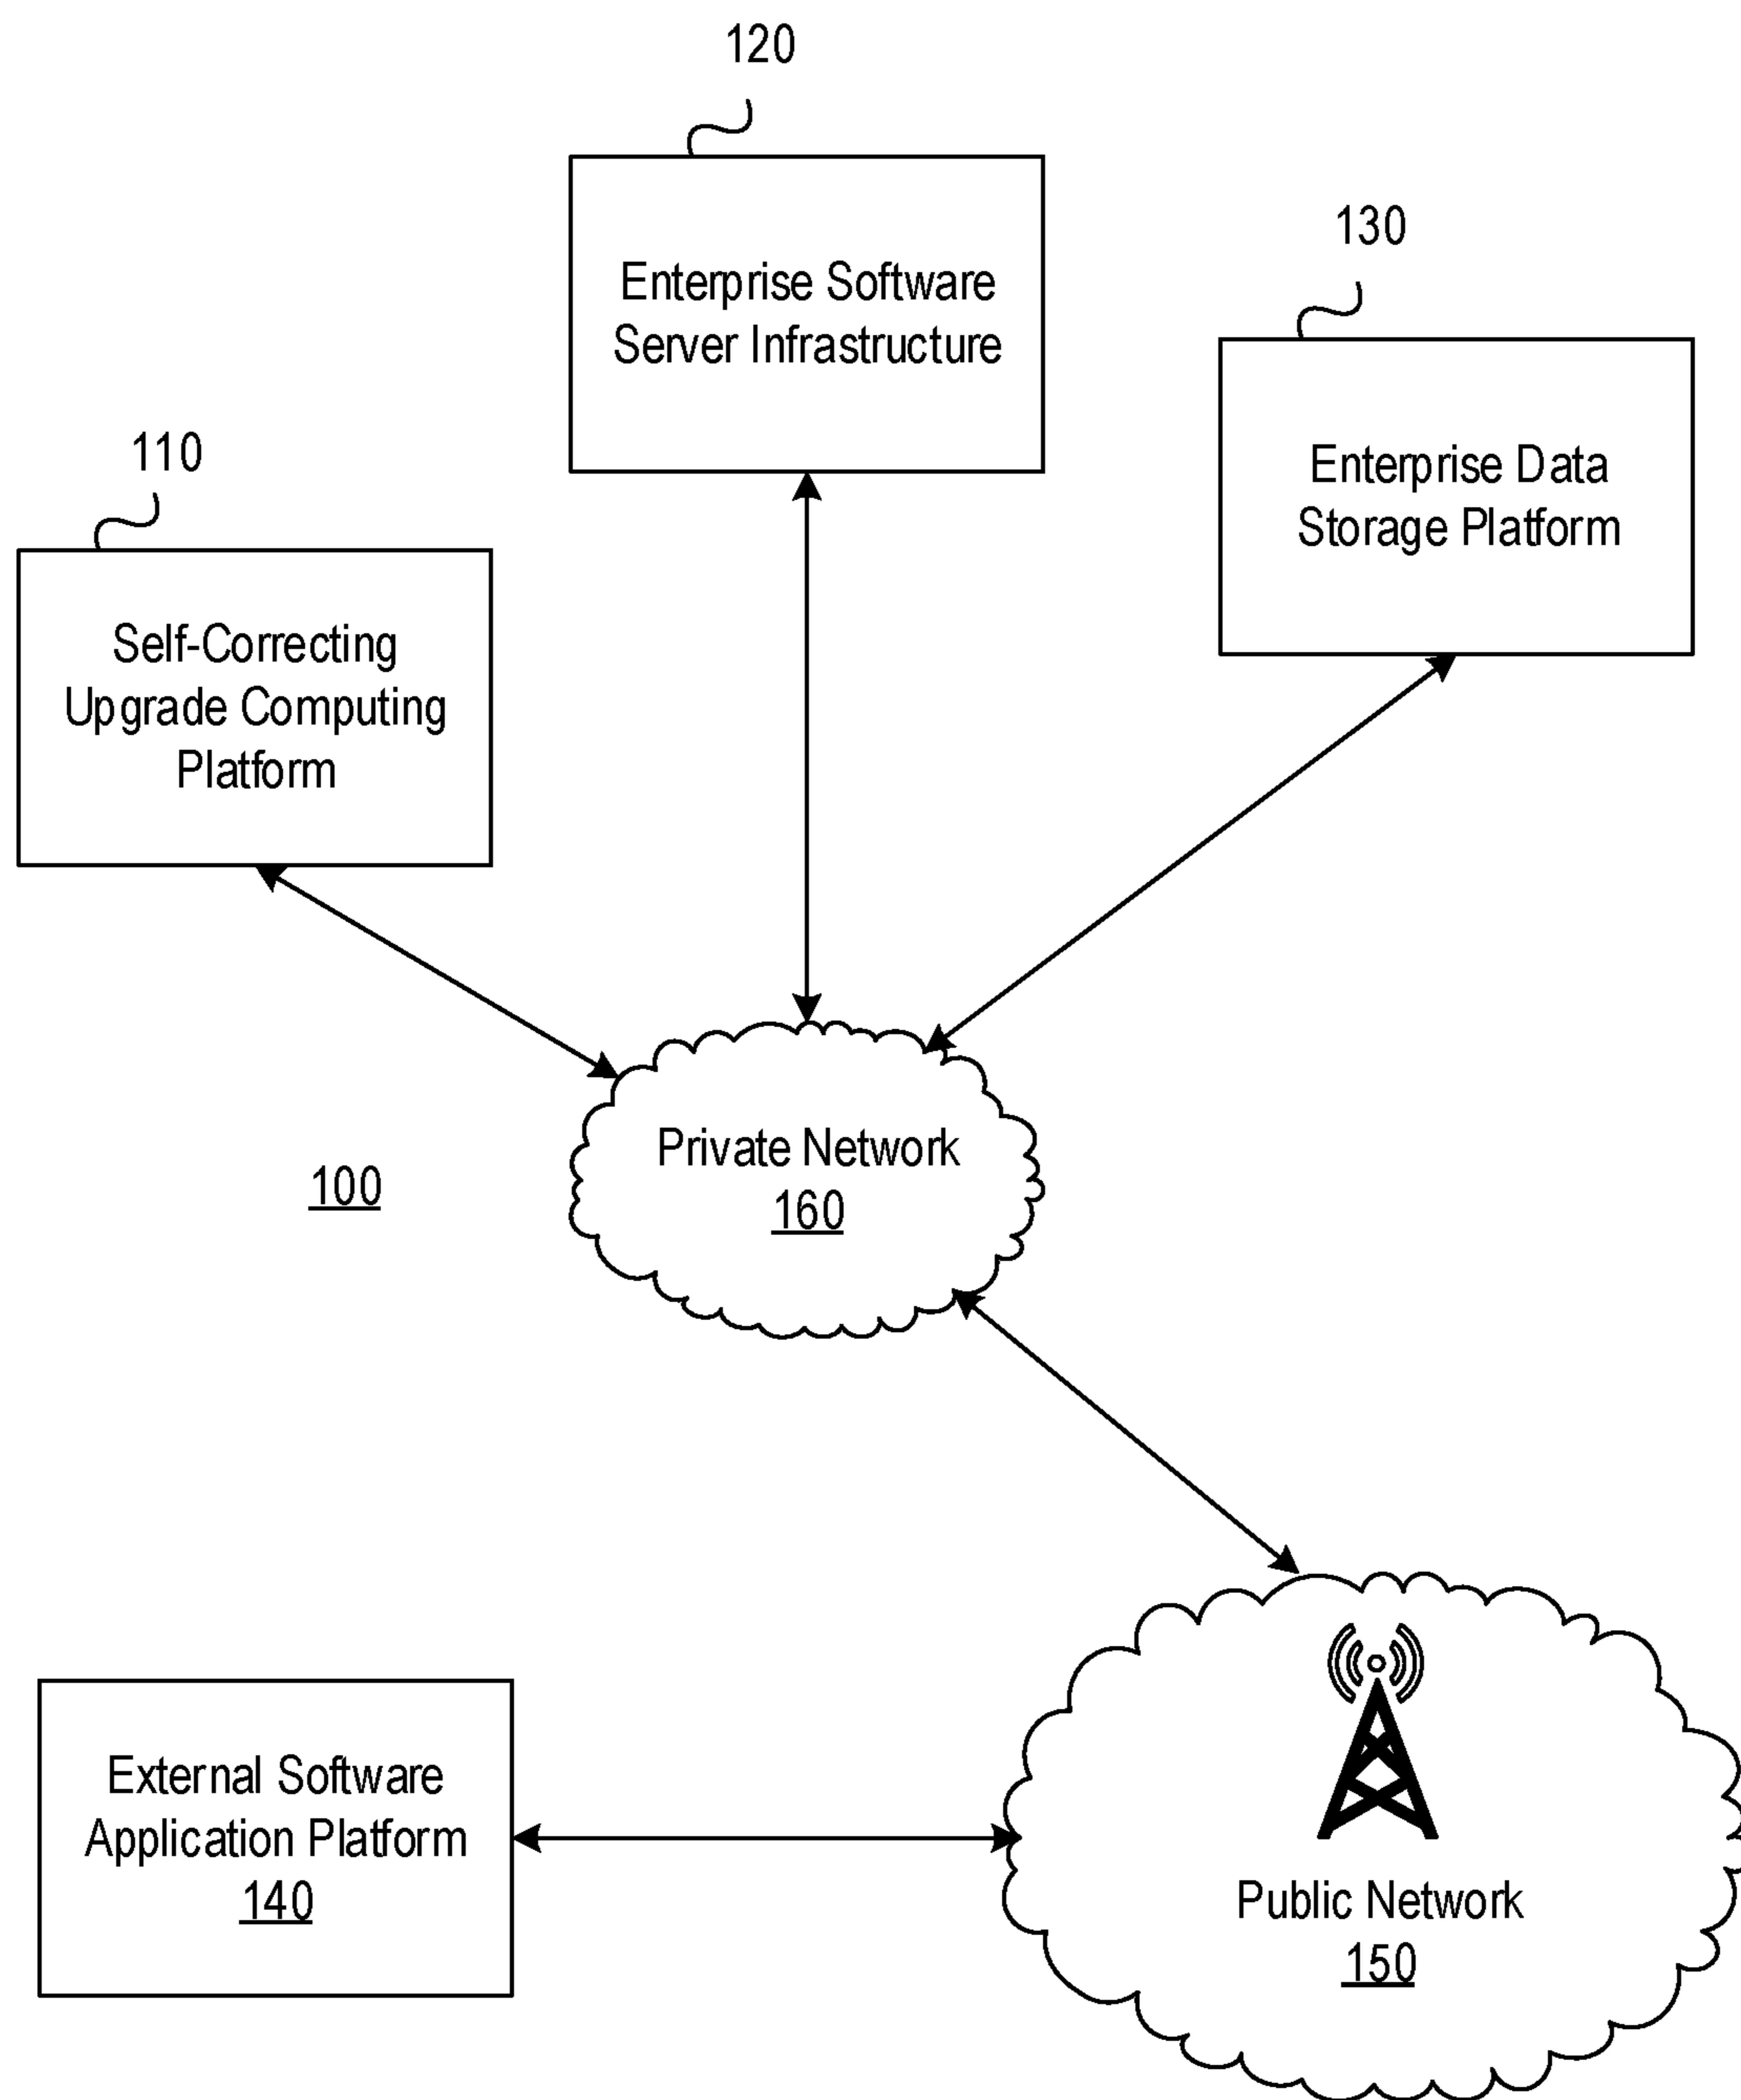 120
Enterprise Software
Server Infrastructure
130
Enterprise Data
Storage Platform
110
Self-Correcting
Upgrade Computing
Platform
Private Network
160
100
External Software
Application Platform
140
Public Network
150